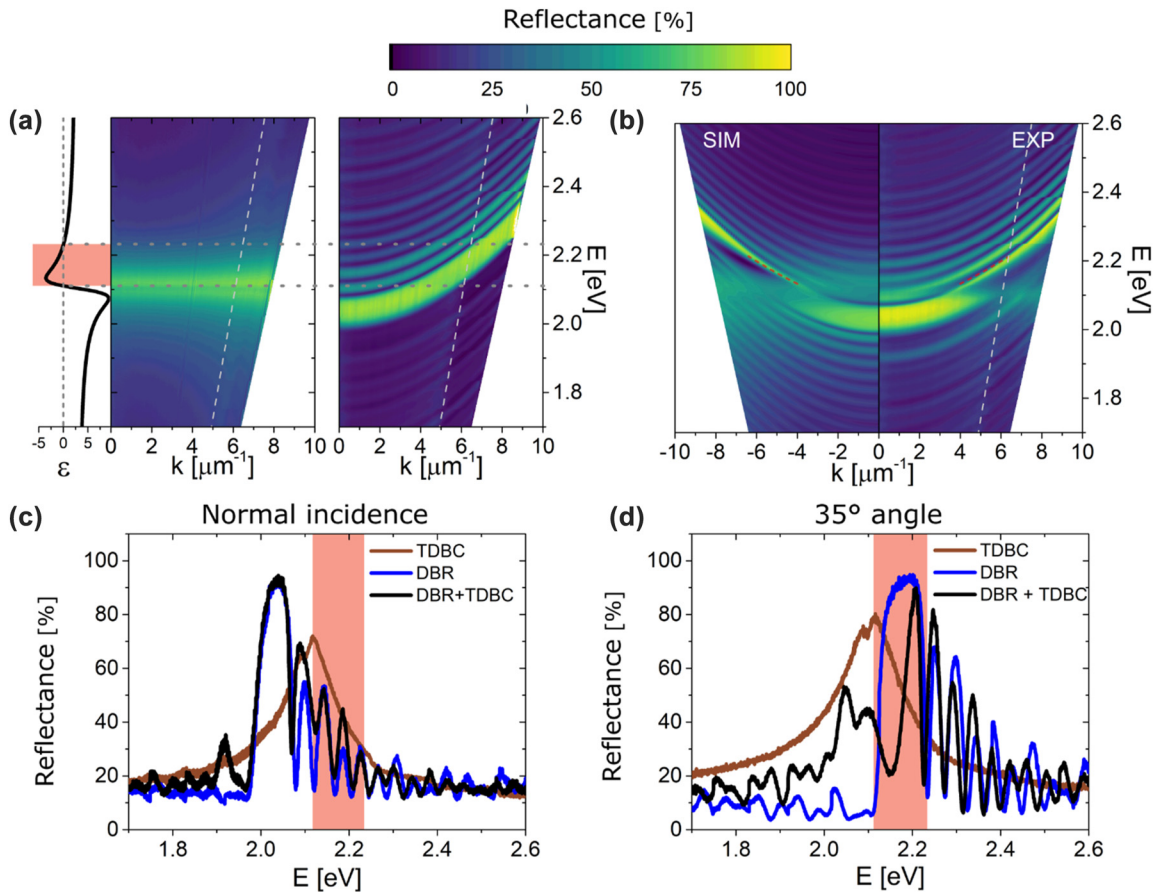 Reflectance [%]
0 25 50 75 100
(a)
(b)
2.6
2.4
2.2
2.0
1.8
E [eV]
SIM
EXP
2.6
2.4
2.2
2.0
1.8
E [eV]
-5 0 5
ε
0 2 4 6 8 10
k [μm⁻¹]
0 2 4 6 8 10
k [μm⁻¹]
-10 -8 -6 -4 -2 0 2 4 6 8 10
k [μm⁻¹]
(c)
Normal incidence
TDBC
DBR
DBR+TDBC
Reflectance [%]
100
80
60
40
20
0
1.8 2.0 2.2 2.4 2.6
E [eV]
(d)
35° angle
TDBC
DBR
DBR + TDBC
Reflectance [%]
100
80
60
40
20
0
1.8 2.0 2.2 2.4 2.6
E [eV]